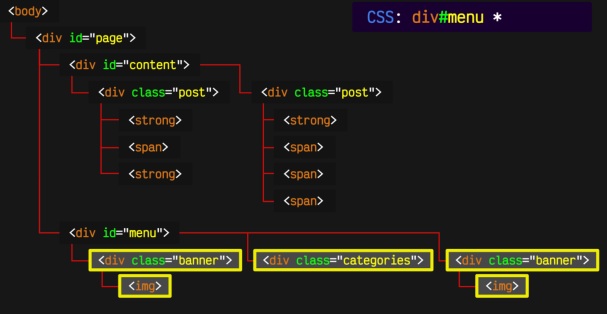 <body>
CSS: div#menu *
<div id="page">
<div id="content">
<div class="post"> <div class="post">
<strong> <strong>
<span> <span>
<strong> <span>
<span>
<div id="menu">
<div class="banner"> <div class="categories"> <div class="banner">
<img> <img>